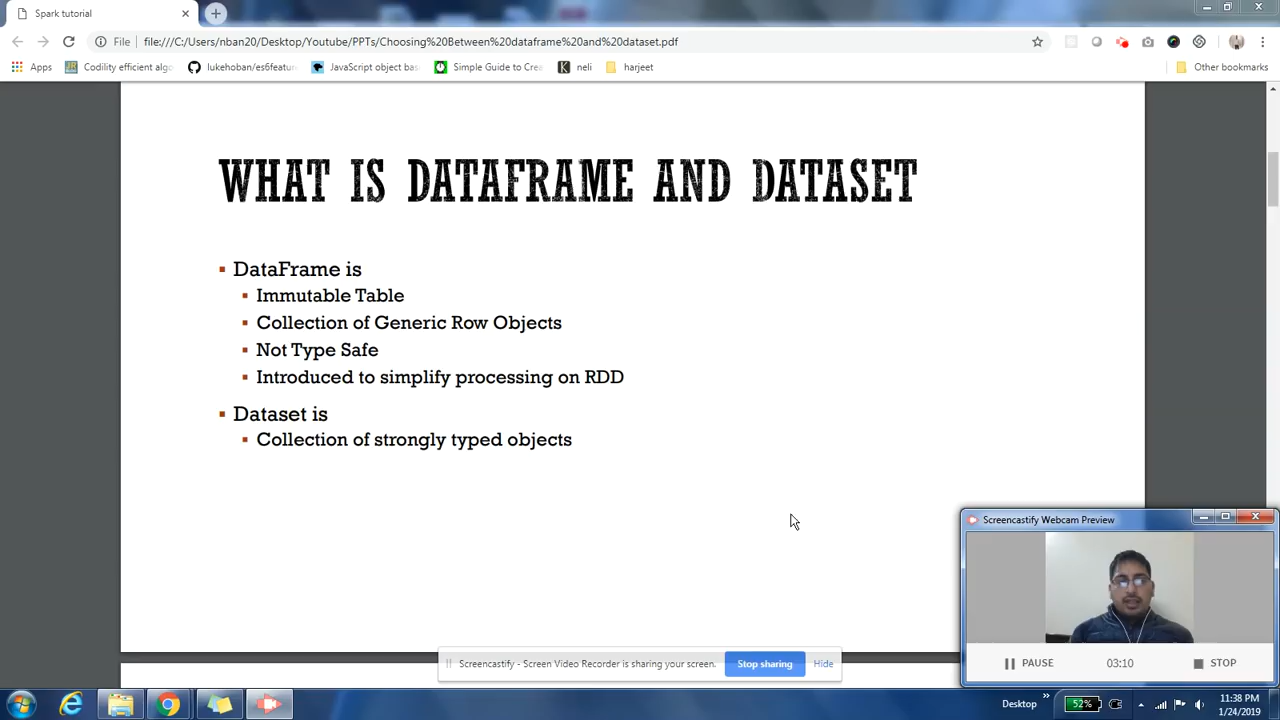 Spark tutorial
File file:///C:/Users/nban20/Desktop/Youtube/PPTs/Choosing%20Between%20dataframe%20and%20dataset.pdf
Apps Codility efficient algo lukehoban/es6featur JavaScript object bas Simple Guide to Crea neli harjeet Other bookmarks
WHAT IS DATAFRAME AND DATASET
DataFrame is
Immutable Table
Collection of Generic Row Objects
Not Type Safe
Introduced to simplify processing on RDD
Dataset is
Collection of strongly typed objects
Screencastify Webcam Preview
PAUSE 03:10 STOP
Screencastify - Screen Video Recorder is sharing your screen. Stop sharing Hide
Desktop 52% 11:38 PM
1/24/2019